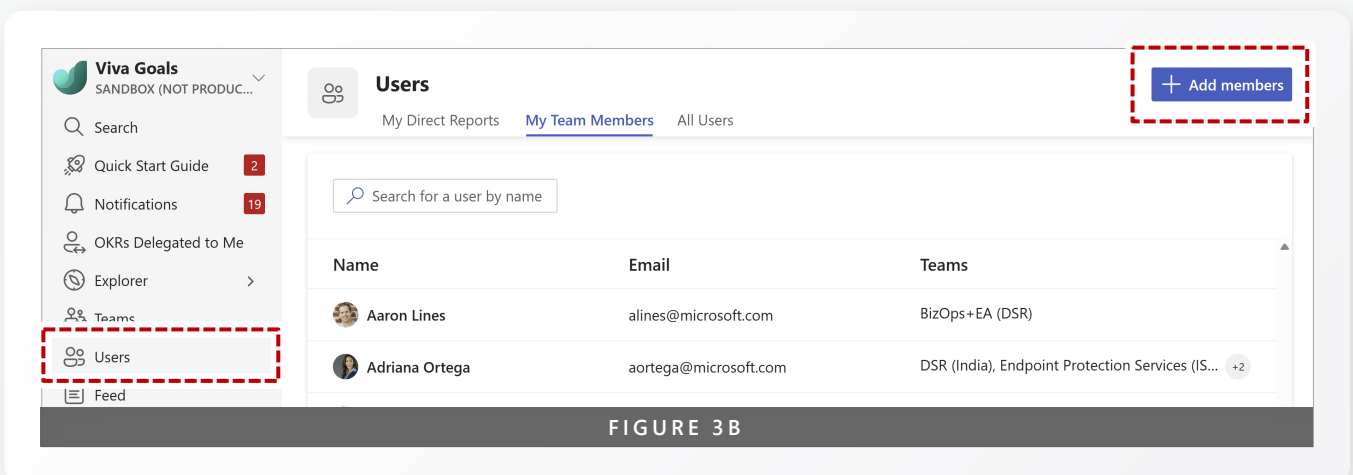 Viva Goals
SANDBOX (NOT PRODUC...
Search
Quick Start Guide 2
Notifications 19
OKRs Delegated to Me
Explorer
Teams
Users
Feed
Users
My Direct Reports My Team Members All Users
+ Add members
Search for a user by name
Name Email Teams
Aaron Lines alines@microsoft.com BizOps+EA (DSR)
Adriana Ortega aortega@microsoft.com DSR (India), Endpoint Protection Services (IS... +2
FIGURE 3B